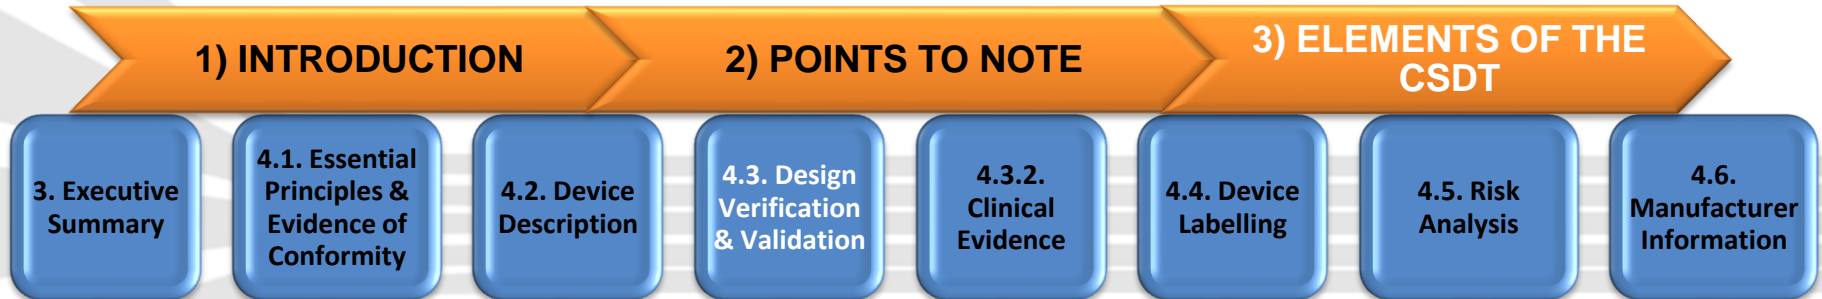 1) INTRODUCTION
2) POINTS TO NOTE
3) ELEMENTS OF THE
CSDT
3. Executive
Summary
4.1. Essential
Principles &
Evidence of
Conformity
4.2. Device
Description
4.3. Design
Verification
& Validation
4.3.2.
Clinical
Evidence
4.4. Device
Labelling
4.5. Risk
Analysis
4.6.
Manufacturer
Information